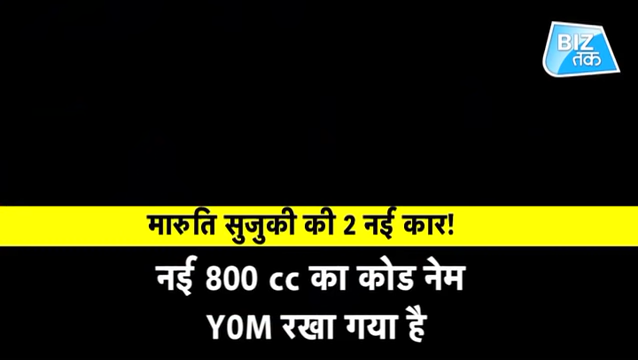 BIZ
तक
मारुति सुजुकी की 2 नई कार!
नई 800 cc का कोड नेम
Y0M रखा गया है